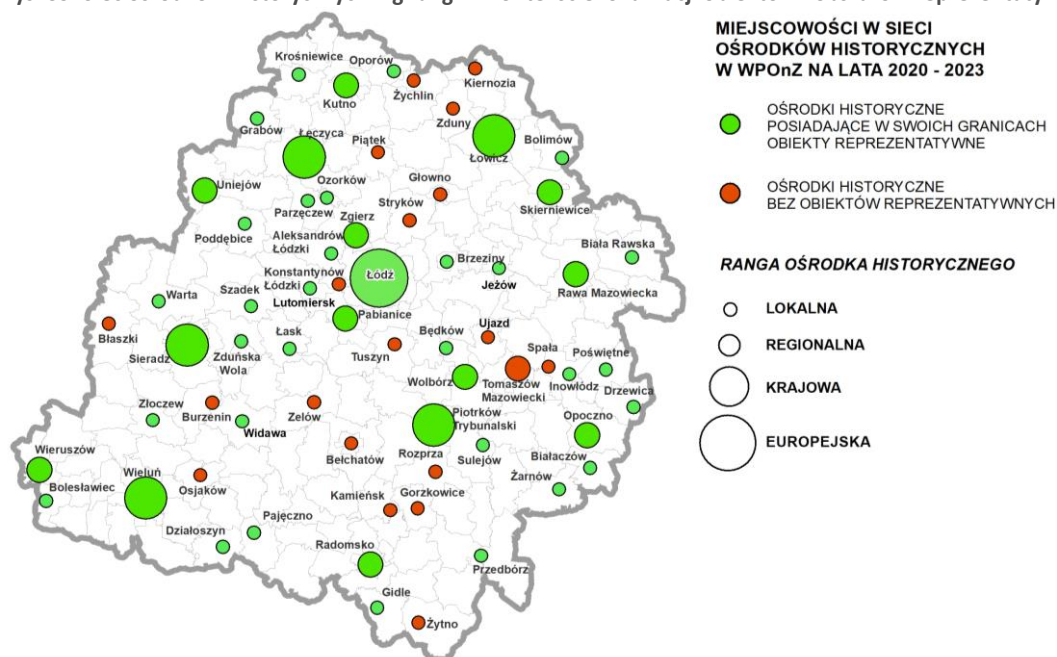 MIEJSCOWOŚCI W SIECI
OŚRODKÓW HISTORYCZNYCH
W WPOnZ NA LATA 2020 - 2023
OŚRODKI HISTORYCZNE
POSIADAJĄCE W SWOICH GRANICACH
OBIEKTY REPREZENTATYWNE
OŚRODKI HISTORYCZNE
BEZ OBIEKTÓW REPREZENTATYWNYCH
RANGA OŚRODKA HISTORYCZNEGO
LOKALNA
REGIONALNA
KRAJOWA
EUROPEJSKA
Krośniewice
Oporów
Kutno
Żychlin
Kiernozia
Zduny
Grabów
Łęczyca
Piątek
Łowicz
Bolimów
Uniejów
Ozorków
Głowno
Skierniewice
Parzęczew
Zgierz
Stryków
Poddębice
Aleksandrów
Łódzki
Brzeziny
Biała Rawska
Konstantynów
Łódzki
Łódź
Jeżów
Rawa Mazowiecka
Warta
Szadek
Lutomiersk
Pabianice
Błaszki
Sieradz
Zduńska
Wola
Łask
Tuszyn
Będków
Ujazd
Spała
Poświętne
Wolbórz
Tomaszów
Mazowiecki
Inowłódz
Drzewica
Złoczew
Burzenin
Widawa
Zelów
Piotrków
Trybunalski
Opoczno
Bełchatów
Rozprza
Sulejów
Białaczów
Wieruszów
Wieluń
Osjaków
Żarnów
Bolesławiec
Kamieńsk
Gorzkowice
Działoszyn
Pajęczno
Radomsko
Przedbórz
Gidle
Żytno